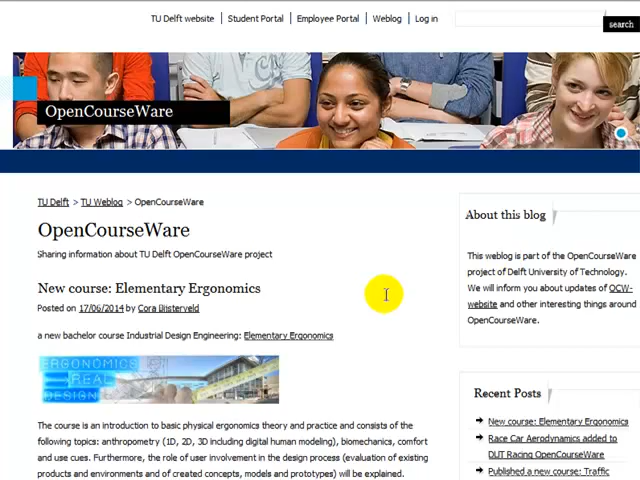 TU Delft website | Student Portal | Employee Portal | Weblog | Log in
search
OpenCourseWare
TU Delft > TU Weblog > OpenCourseWare
OpenCourseWare
Sharing information about TU Delft OpenCourseWare project
New course: Elementary Ergonomics
Posted on 17/06/2014 by Cora Bijsterveld
a new bachelor course Industrial Design Engineering: Elementary Ergonomics
ERGONOMICS
REAL
DESIGN
The course is an introduction to basic physical ergonomics theory and practice and consists of the
following topics: anthropometry (1D, 2D, 3D including digital human modeling), biomechanics, comfort
and use cues. Furthermore, the role of user involvement in the design process (evaluation of existing
products and environments and of created concepts, models and prototypes) will be explained.
About this blog
This weblog is part of the OpenCourseWare
project of Delft University of Technology.
We will inform you about updates of OCW-
website and other interesting things around
OpenCourseWare.
Recent Posts
New course: Elementary Ergonomics
Race Car Aerodynamics added to
DUT Racing OpenCourseWare
Published a new course: Traffic